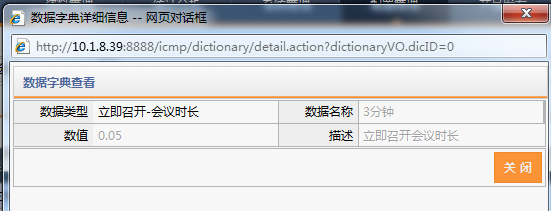 数据字典详细信息 -- 网页对话框
http://10.1.8.39:8888/icmp/dictionary/detail.action?dictionaryVO.dicID=0
数据字典查看
数据类型 立即召开-会议时长 数据名称 3分钟
数值 0.05 描述 立即召开会议时长
关 闭